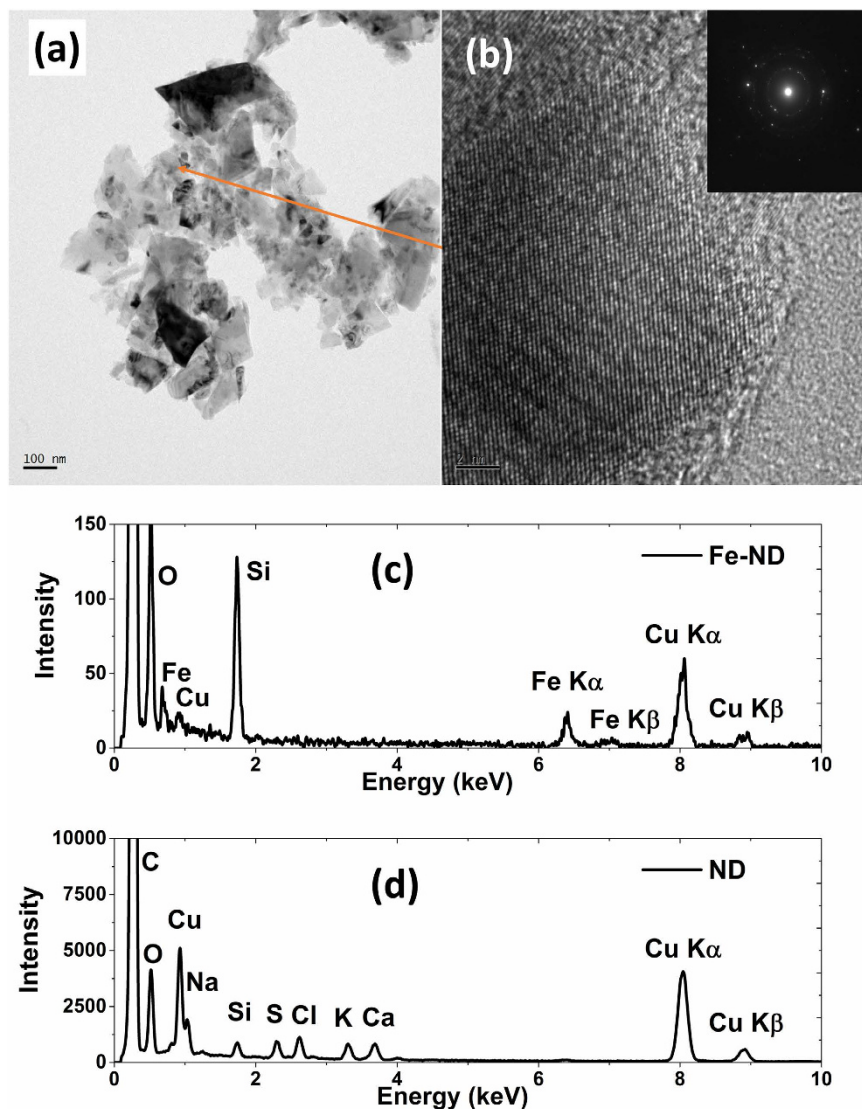 (a)
(b)
100 nm
2 nm
150
100
50
0
Intensity
O
Fe
Cu
Si
(c)
Fe-ND
Fe Kα
Fe Kβ
Cu Kα
Cu Kβ
0 2 4 6 8 10
Energy (keV)
10000
7500
5000
2500
0
Intensity
C
O
Cu
Na
Si
S
Cl
K
Ca
(d)
ND
Cu Kα
Cu Kβ
0 2 4 6 8 10
Energy (keV)